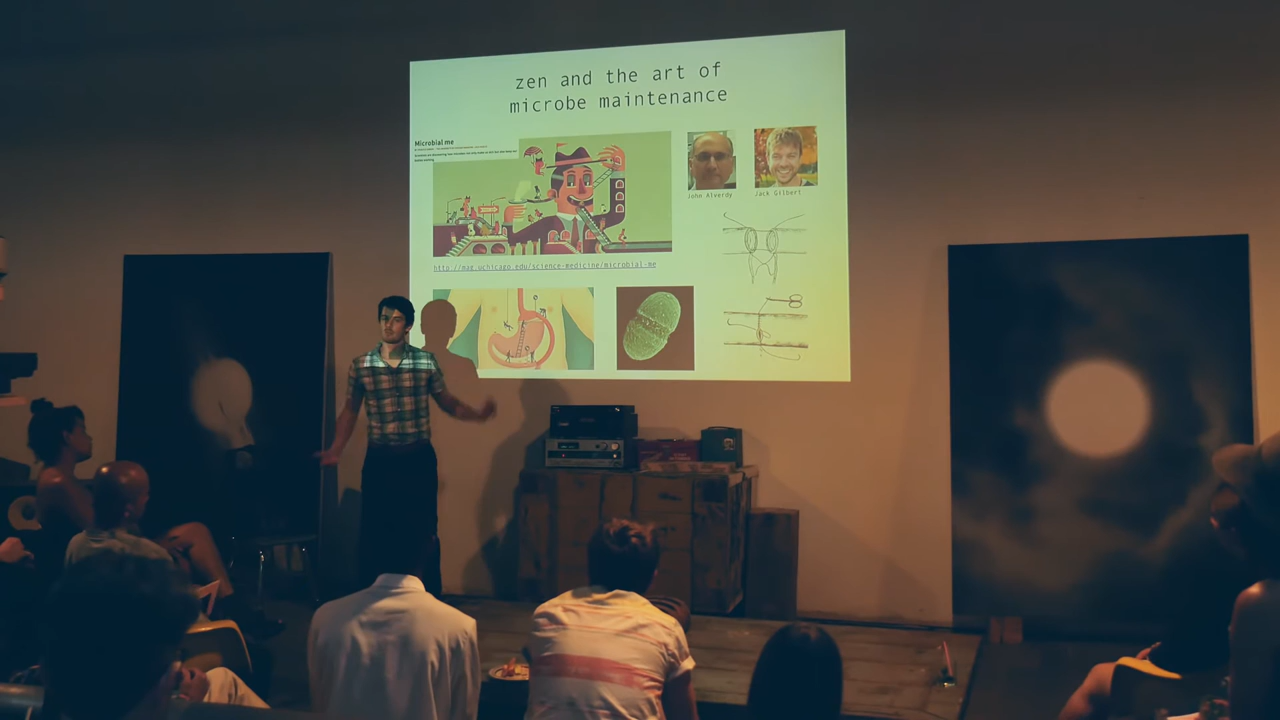 zen and the art of
microbe maintenance
Microbial me
John Alverdy
Jack Gilbert
http://mag.uchicago.edu/science-medicine/microbial-me